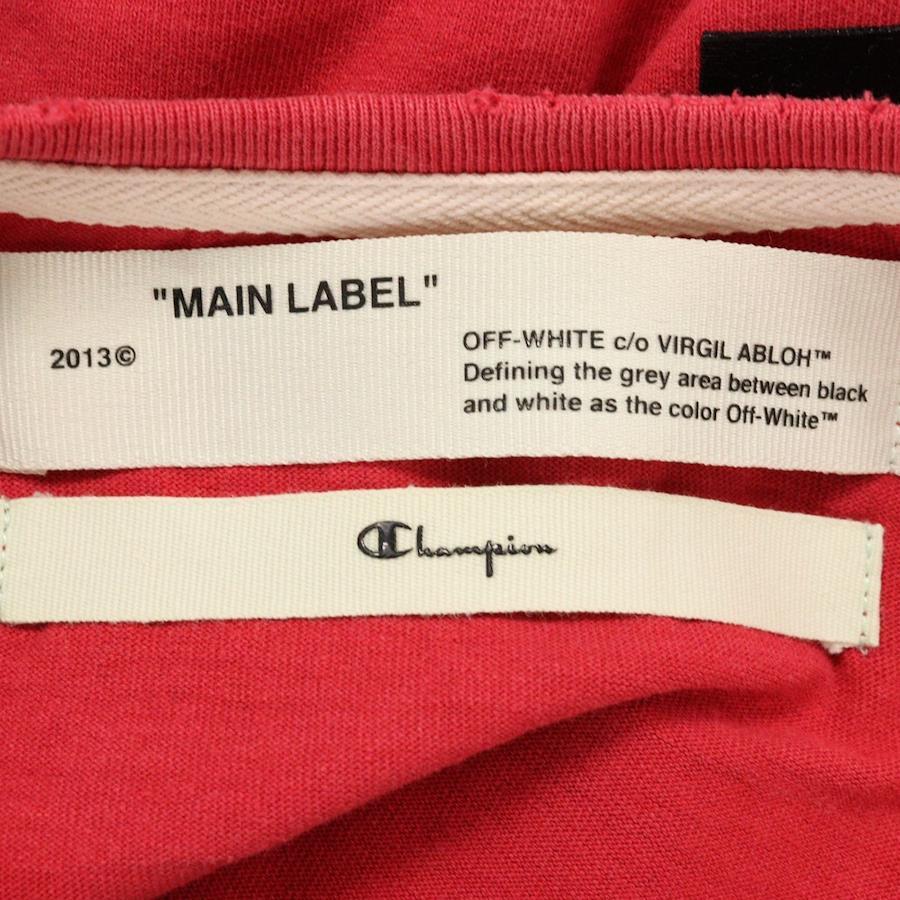 "MAIN LABEL"
2013©
OFF-WHITE c/o VIRGIL ABLOH™
Defining the grey area between black
and white as the color Off-White™
Champion